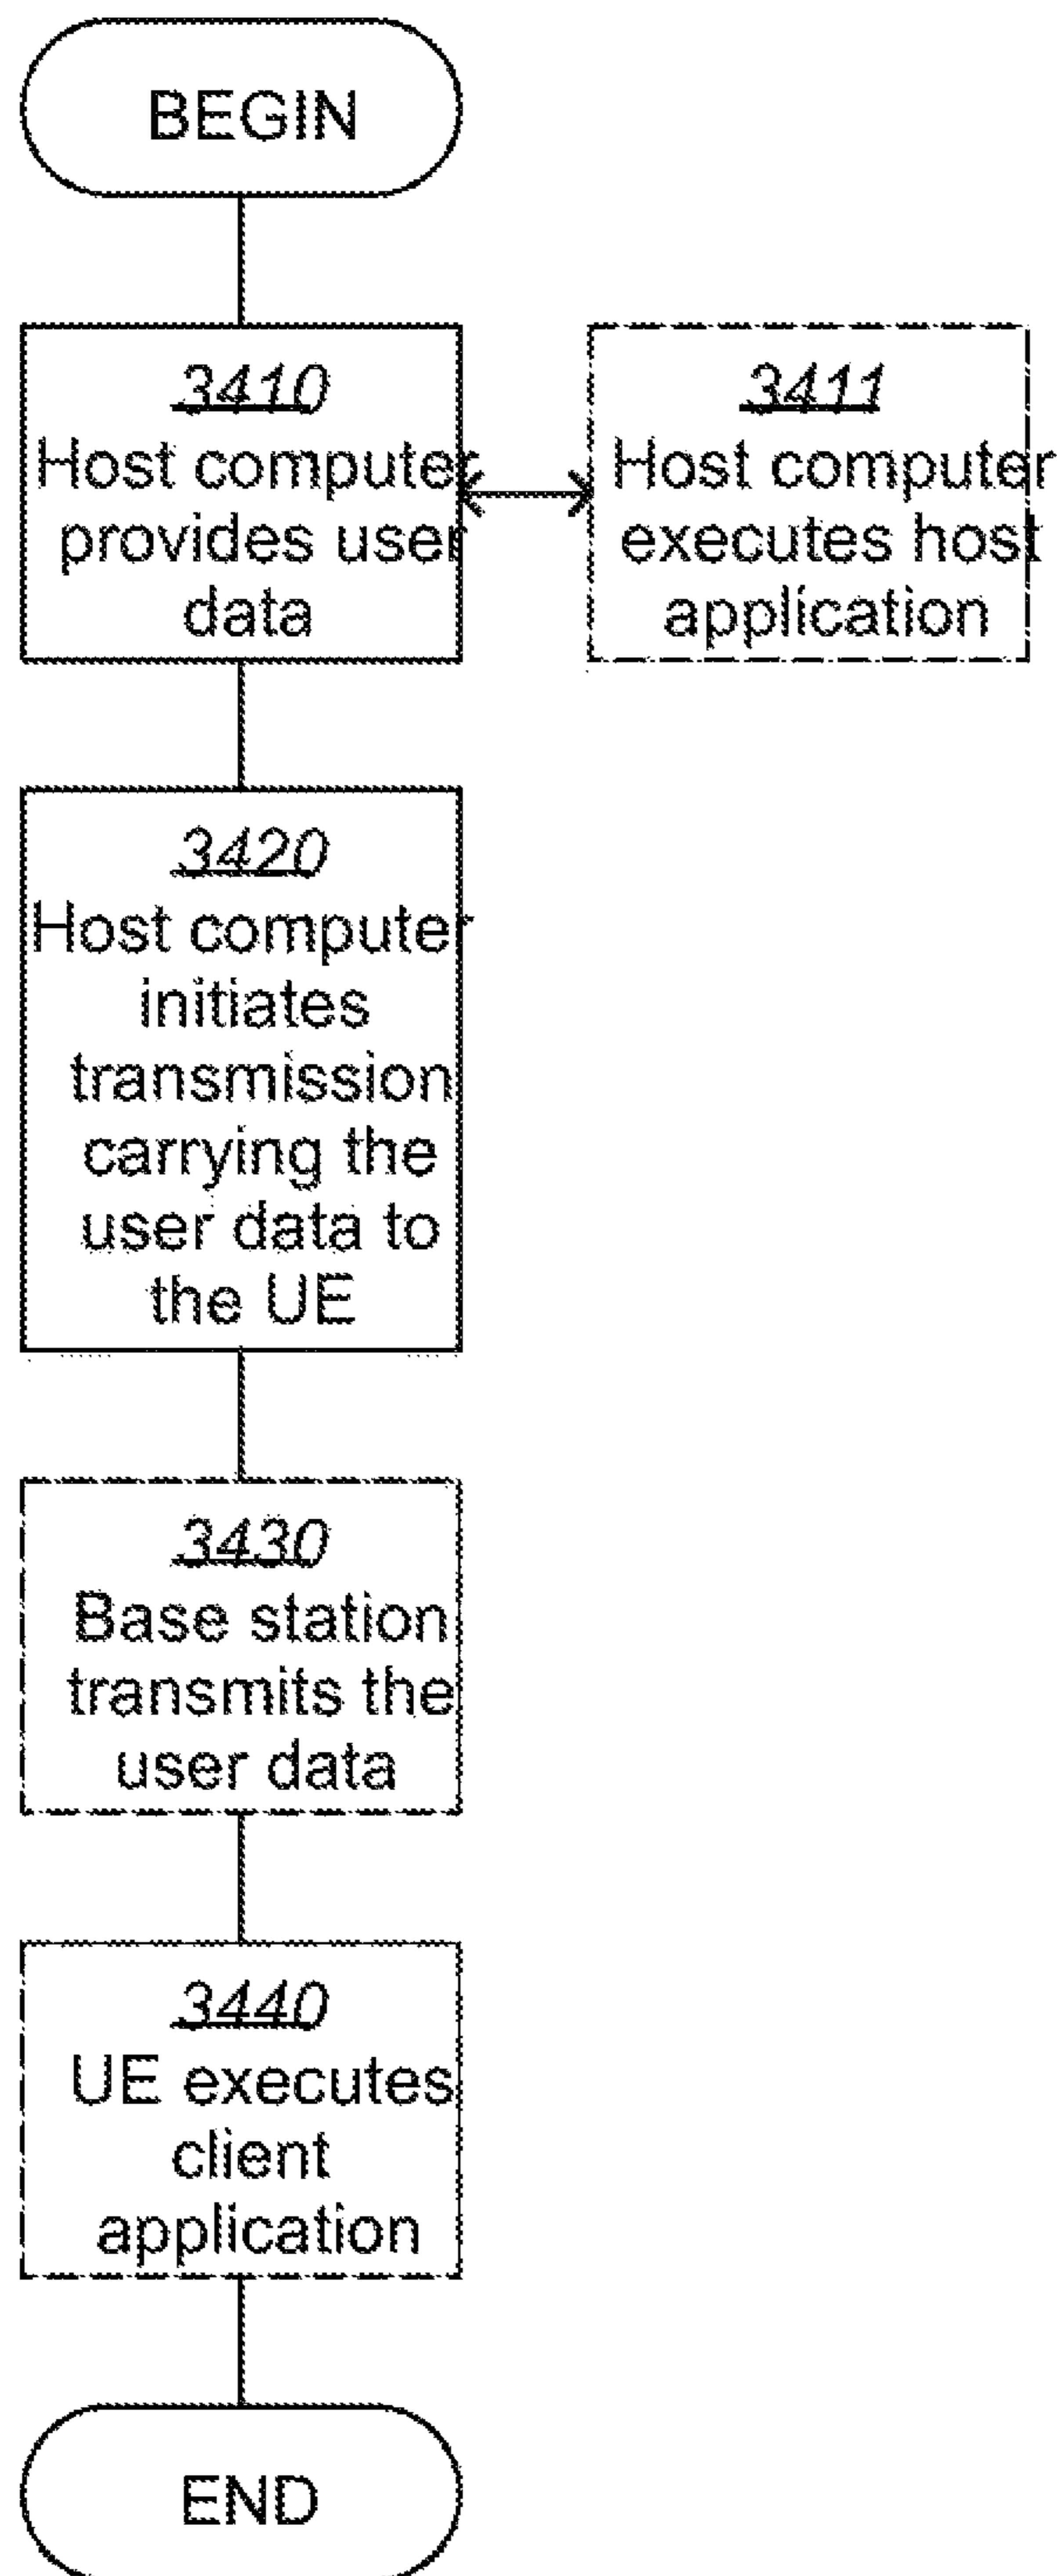 BEGIN
3410
Host computer
provides user
data
3411
Host computer
executes host
application
3420
Host computer
initiates
transmission
carrying the
user data to
the UE
3430
Base station
transmits the
user data
3440
UE executes
client
application
END